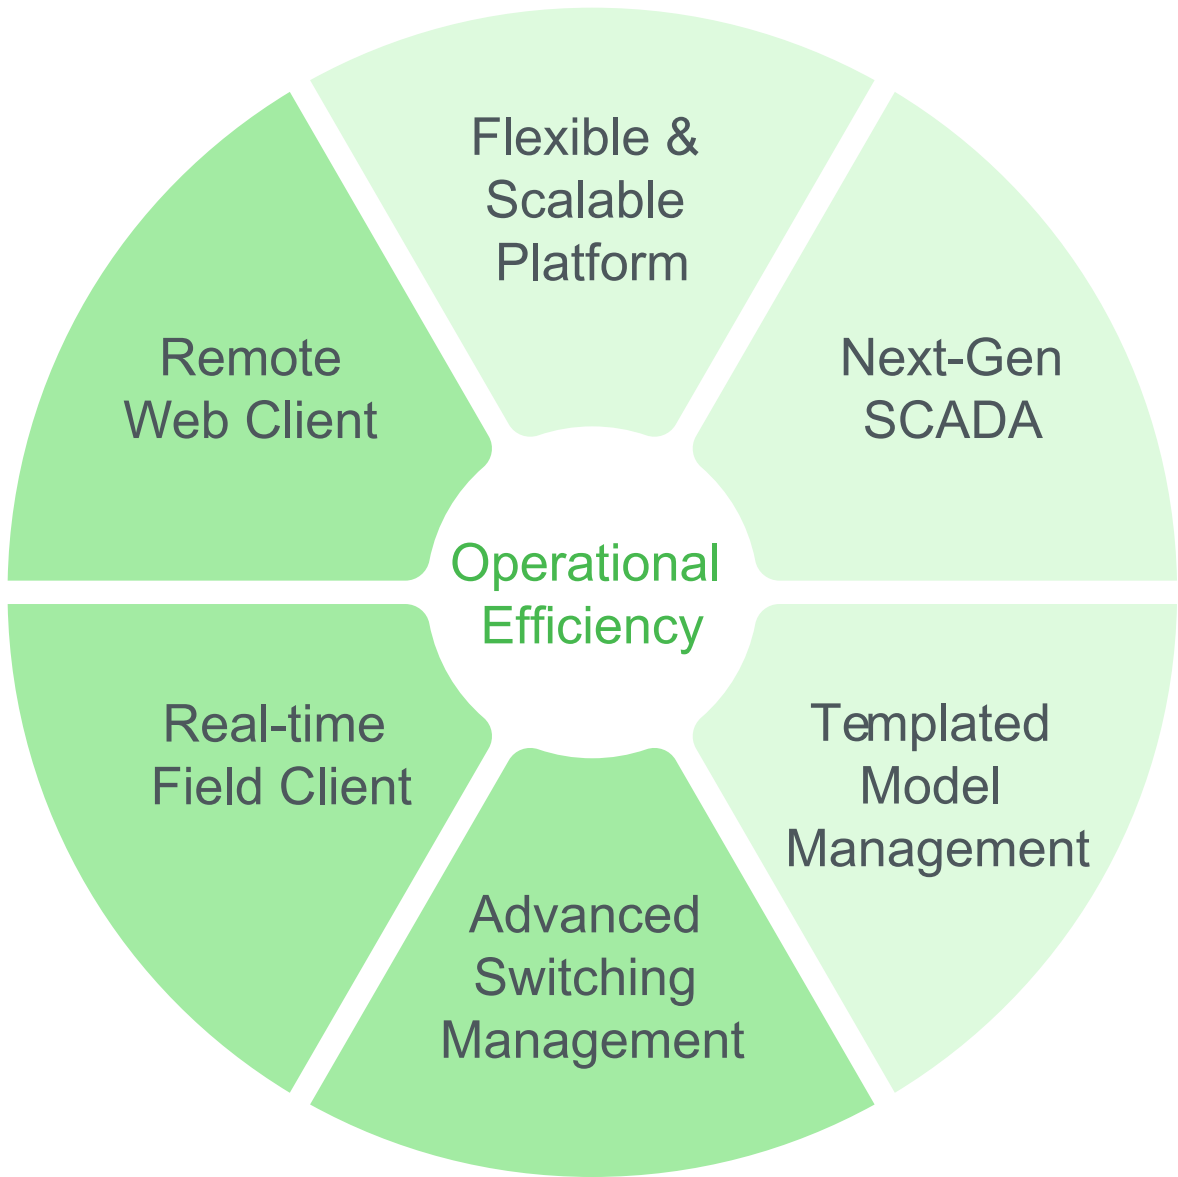 Flexible &
Scalable
Platform
Next-Gen
SCADA
Templated
Model
Management
Advanced
Switching
Management
Real-time
Field Client
Remote
Web Client
Operational
Efficiency